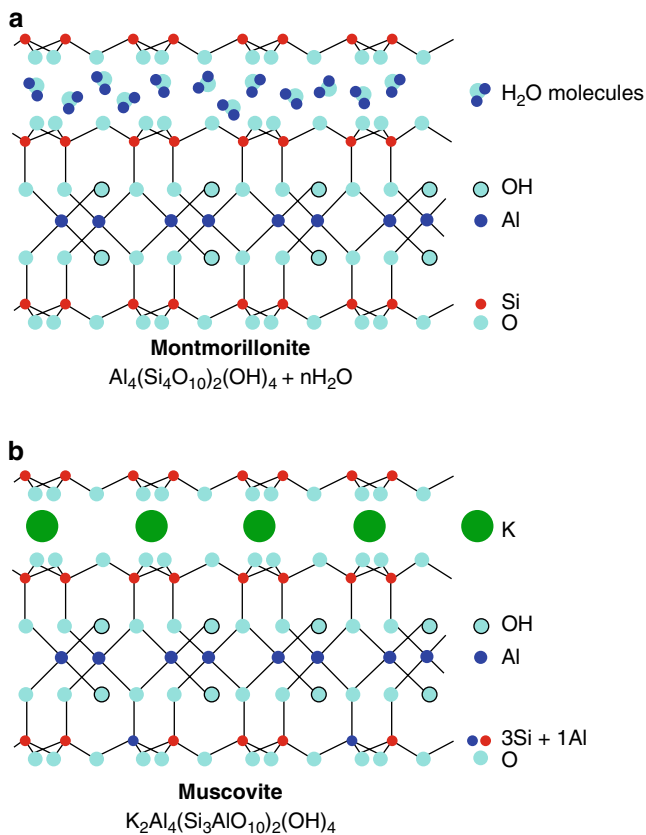 a
H₂O molecules
OH
Al
Si
O
Montmorillonite
Al₄(Si₄O₁₀)₂(OH)₄ + nH₂O
b
K
OH
Al
3Si + 1Al
O
Muscovite
K₂Al₄(Si₃AlO₁₀)₂(OH)₄